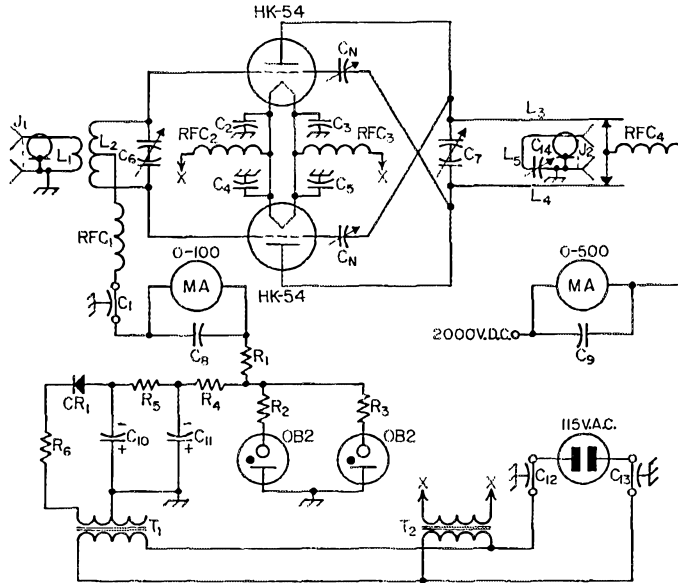 HK-54
CN
J1
L1
L2
C6
C2
C3
RFC2
RFC3
X
X
C4
C5
C7
L3
C14
J2
L5
RFC4
L4
RFC1
CN
HK-54
C1
0-100
MA
C8
0-500
MA
2000V.D.C.
C9
R1
CR1
R5
R4
R2
R3
R6
C10
C11
OB2
OB2
115V.A.C.
C12
C13
X
X
T1
T2